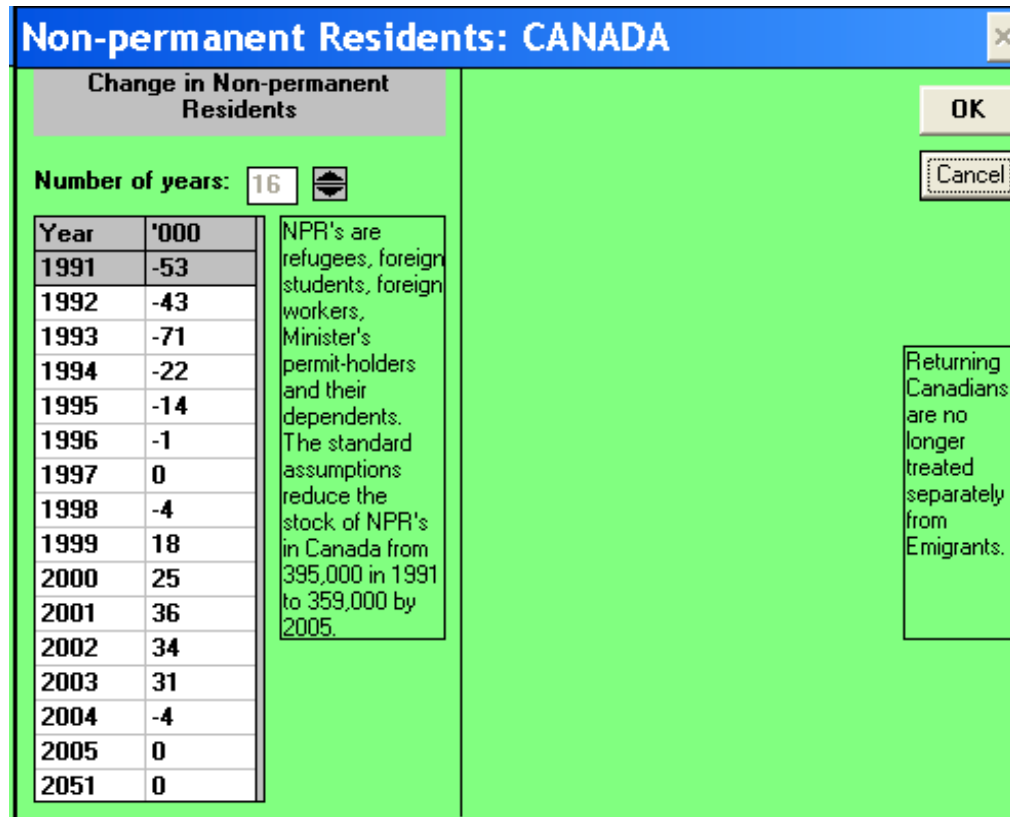 Non-permanent Residents: CANADA
Change in Non-permanent
Residents
OK
Cancel
Number of years: 16
Year '000
1991 -53
1992 -43
1993 -71
1994 -22
1995 -14
1996 -1
1997 0
1998 -4
1999 18
2000 25
2001 36
2002 34
2003 31
2004 -4
2005 0
2051 0
NPR's are
refugees, foreign
students, foreign
workers,
Minister's
permit-holders
and their
dependents.
The standard
assumptions
reduce the
stock of NPR's
in Canada from
395,000 in 1991
to 359,000 by
2005.
Returning
Canadians
are no
longer
treated
separately
from
Emigrants.